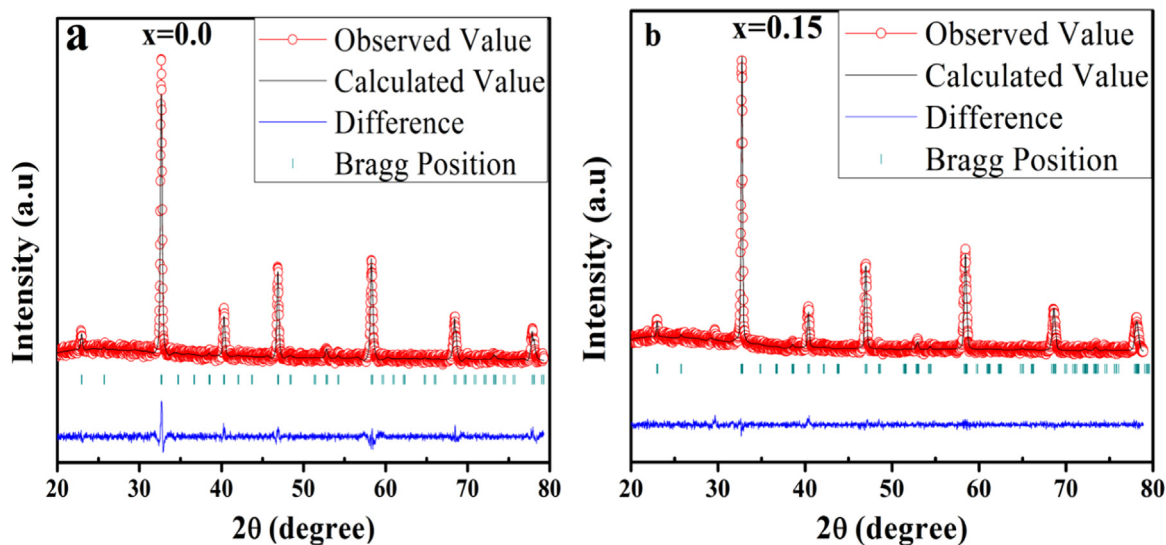 a
x=0.0
Observed Value
Calculated Value
Difference
Bragg Position
Intensity (a.u)
20 30 40 50 60 70 80
2θ (degree)
b
x=0.15
Observed Value
Calculated Value
Difference
Bragg Position
Intensity (a.u)
20 30 40 50 60 70 80
2θ (degree)